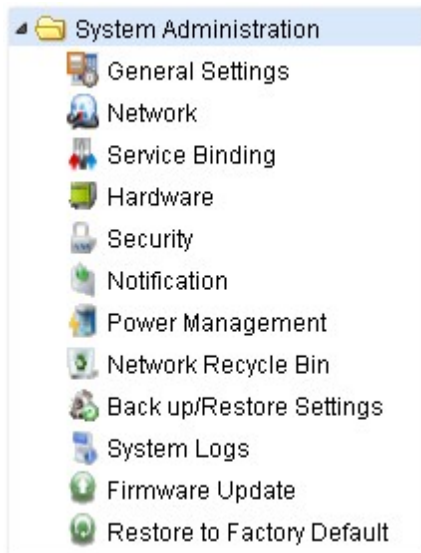 System Administration
General Settings
Network
Service Binding
Hardware
Security
Notification
Power Management
Network Recycle Bin
Back up/Restore Settings
System Logs
Firmware Update
Restore to Factory Default